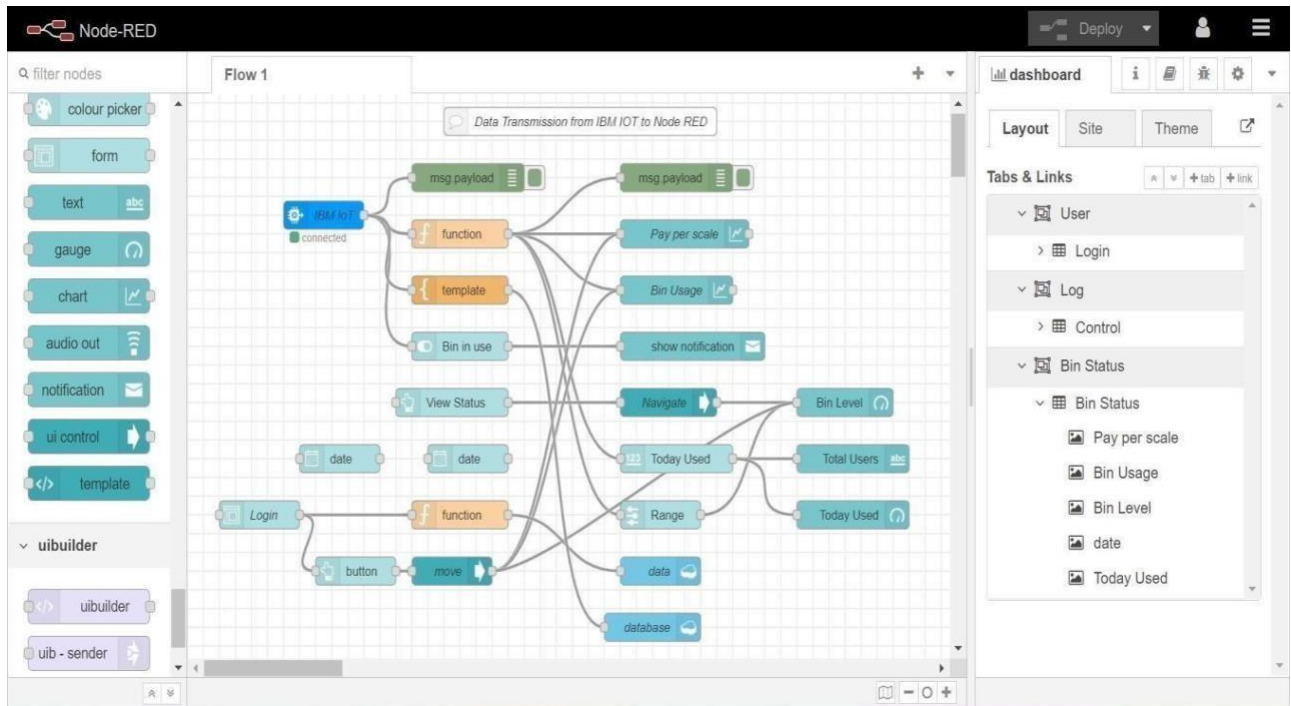 Node-RED
Deploy
filter nodes
colour picker
form
text
abc
gauge
chart
audio out
notification
ui control
template
uibuilder
uibuilder
uib - sender
Flow 1
Data Transmission from IBM IOT to Node RED
msg.payload
msg.payload
IBM IoT
connected
function
Pay per scale
template
Bin Usage
Bin in use
show notification
View Status
Navigate
Bin Level
date
date
123
Today Used
Total Users
abc
Login
function
Range
Today Used
button
move
data
database
dashboard
i
Layout
Site
Theme
Tabs & Links
+ tab
+ link
User
Login
Log
Control
Bin Status
Bin Status
Pay per scale
Bin Usage
Bin Level
date
Today Used